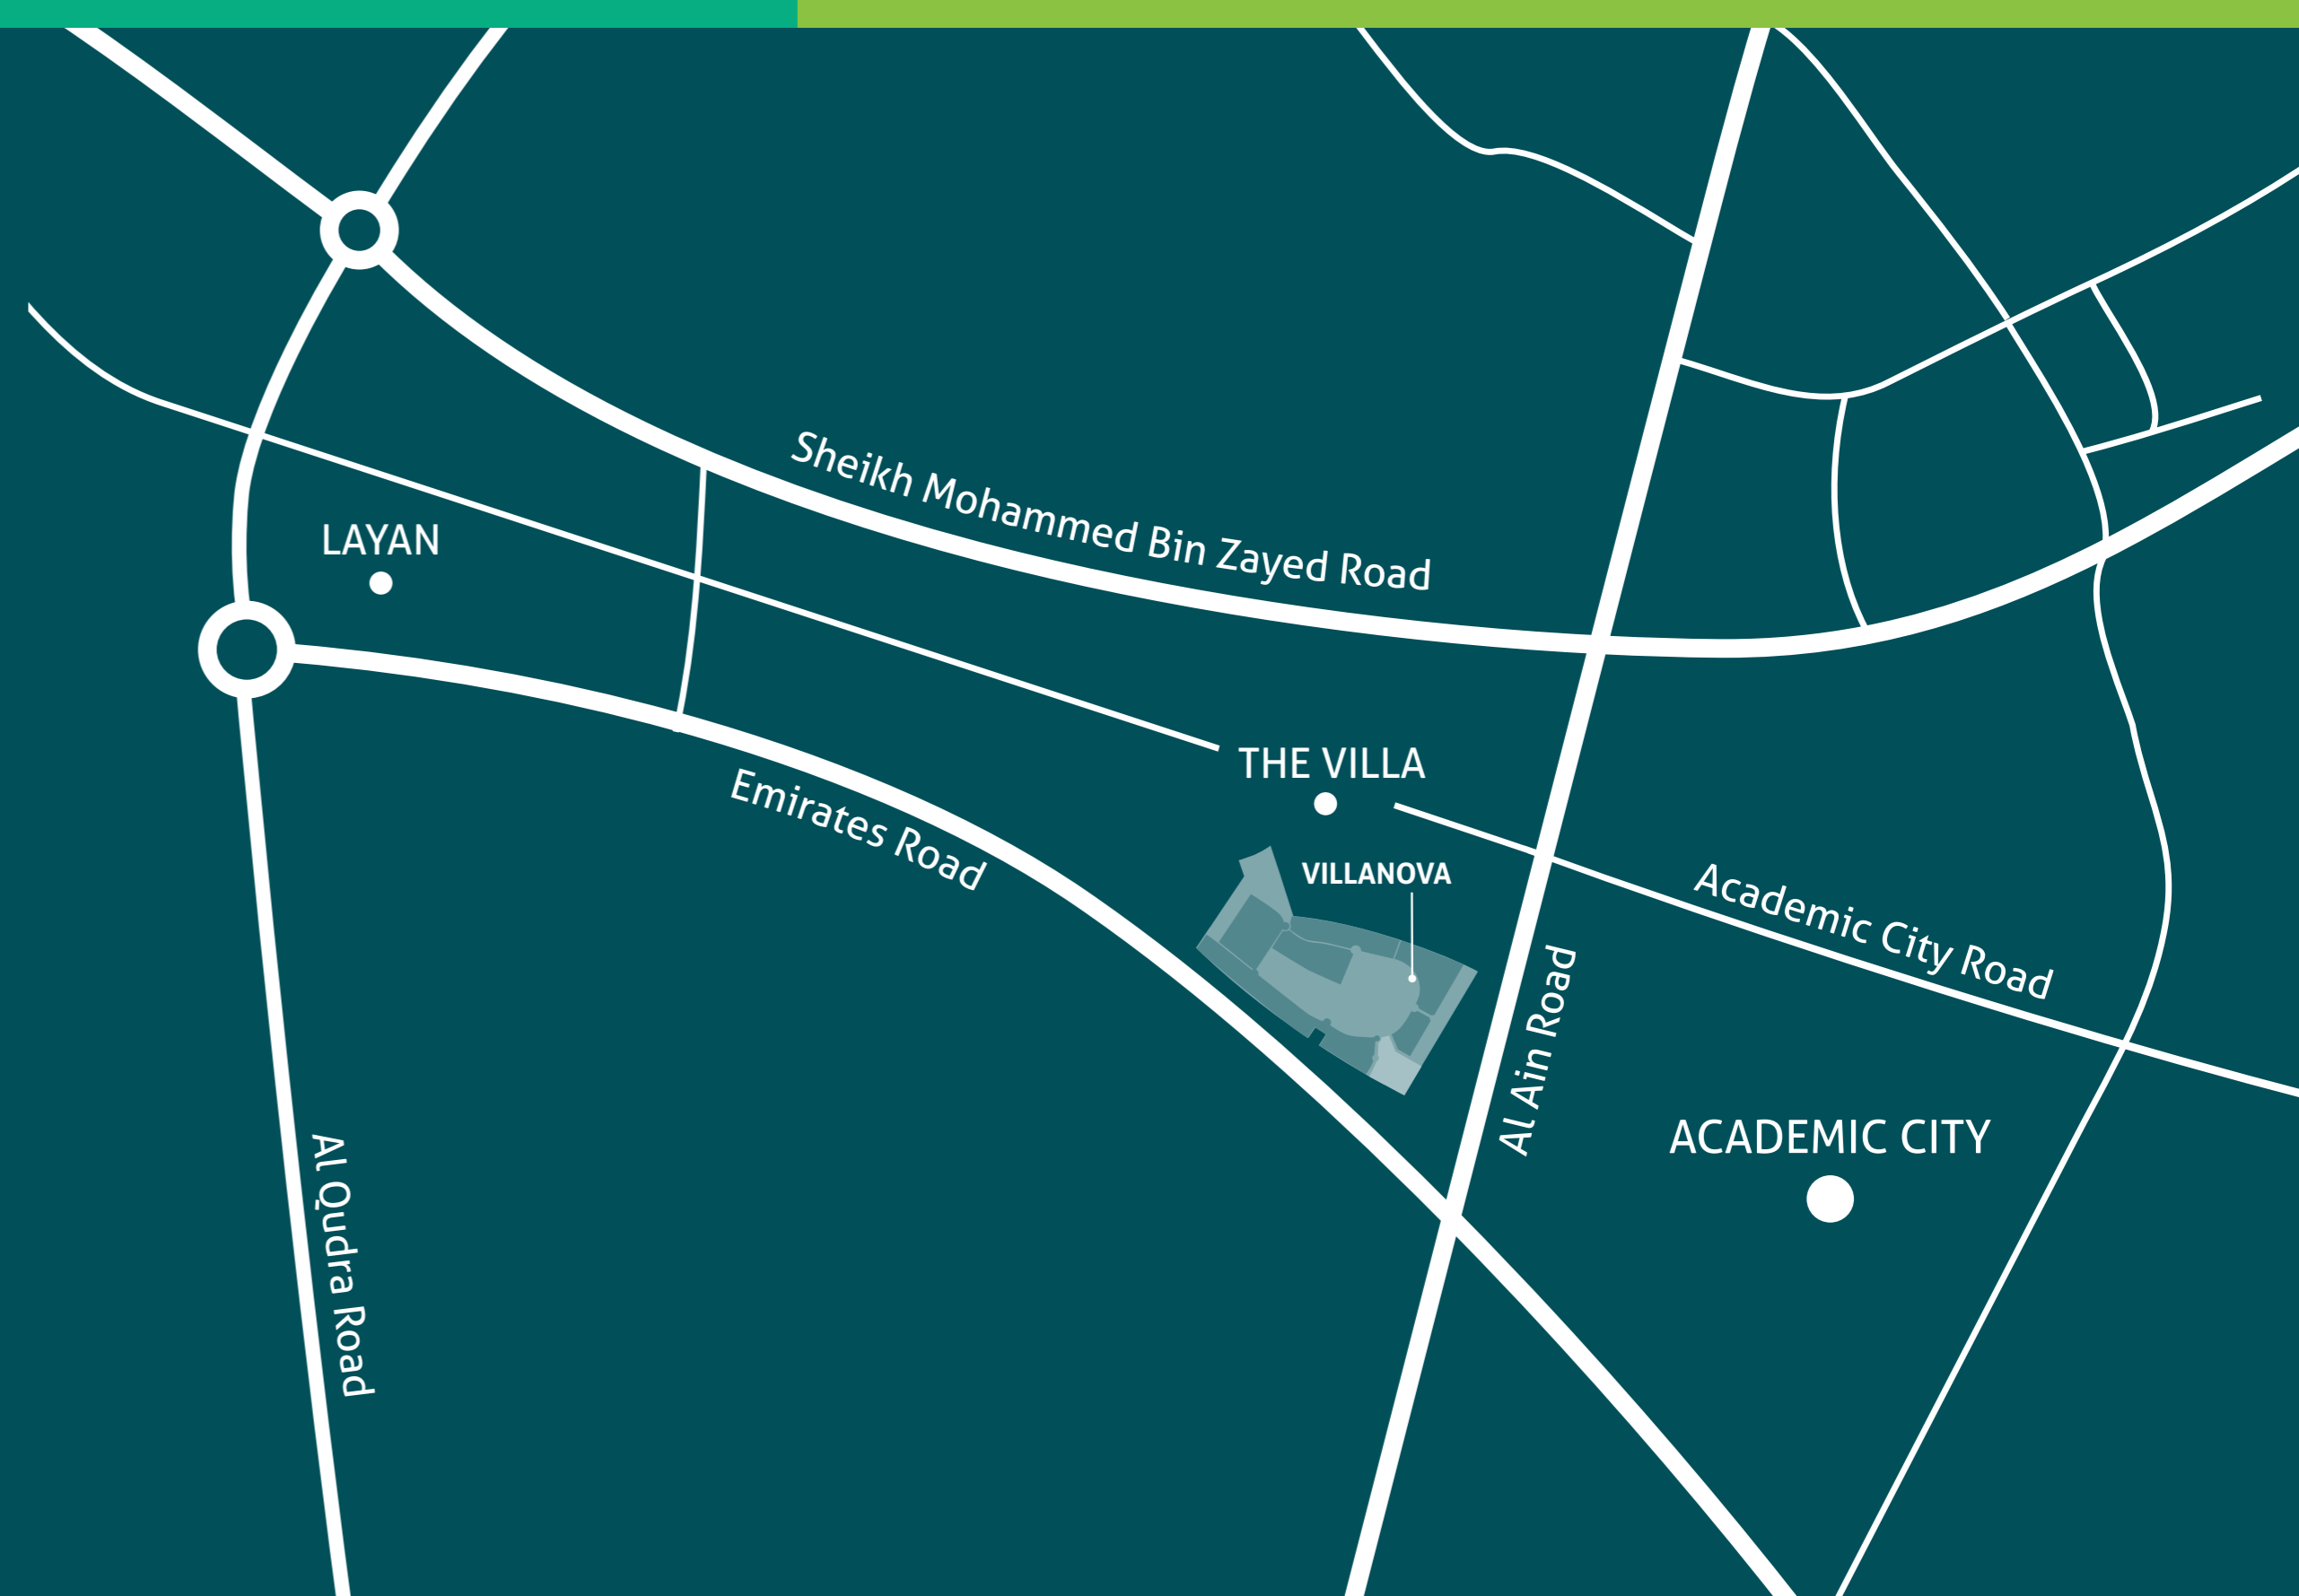 Sheikh Mohammed Bin Zayed Road
LAYAN
THE VILLA
Emirates Road
VILLANOVA
Academic City Road
Al Ain Road
ACADEMIC CITY
Al Qudra Road